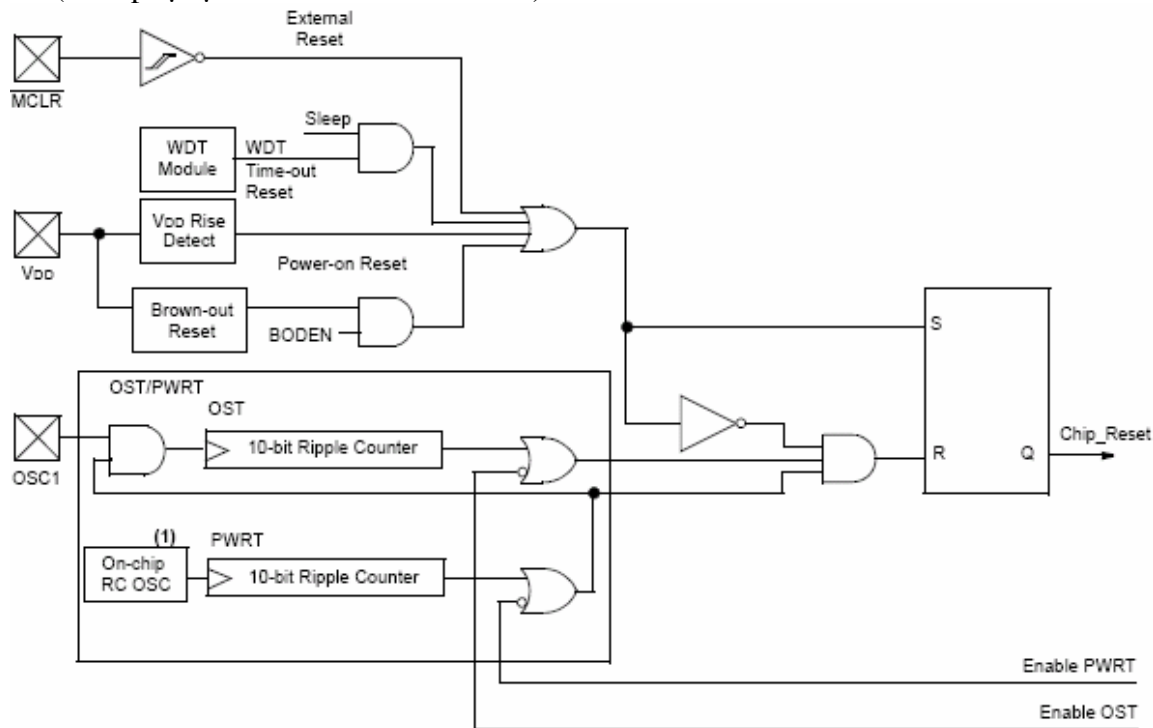 External
Reset
MCLR
Sleep
WDT
Module
WDT
Time-out
Reset
VDD Rise
Detect
VDD
Power-on Reset
Brown-out
Reset
BODEN
S
OST/PWRT
OST
10-bit Ripple Counter
OSC1
Chip_Reset
R
Q
(1)
PWRT
On-chip
RC OSC
10-bit Ripple Counter
Enable PWRT
Enable OST